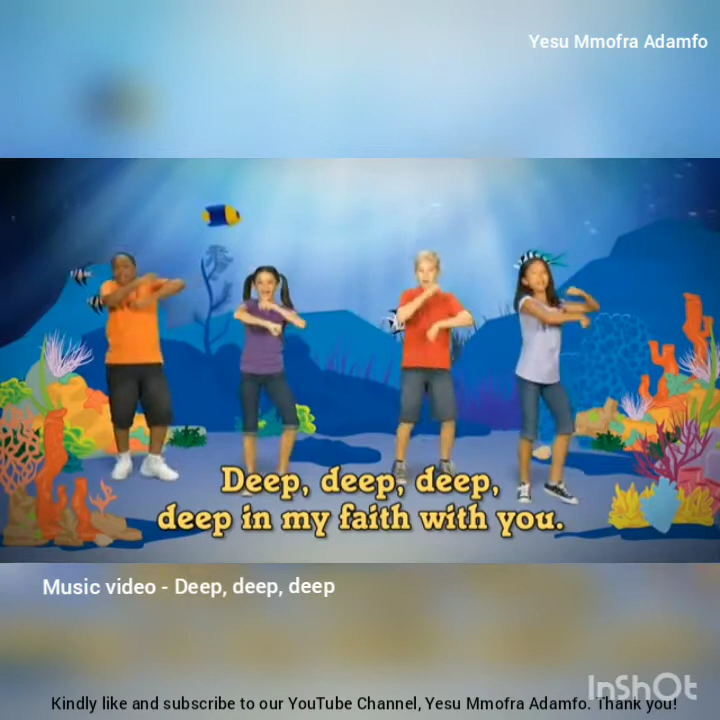 Yesu Mmofra Adamfo
Deep, deep, deep,
deep in my faith with you.
Music video - Deep, deep, deep
InShOt
Kindly like and subscribe to our YouTube Channel, Yesu Mmofra Adamfo. Thank you!